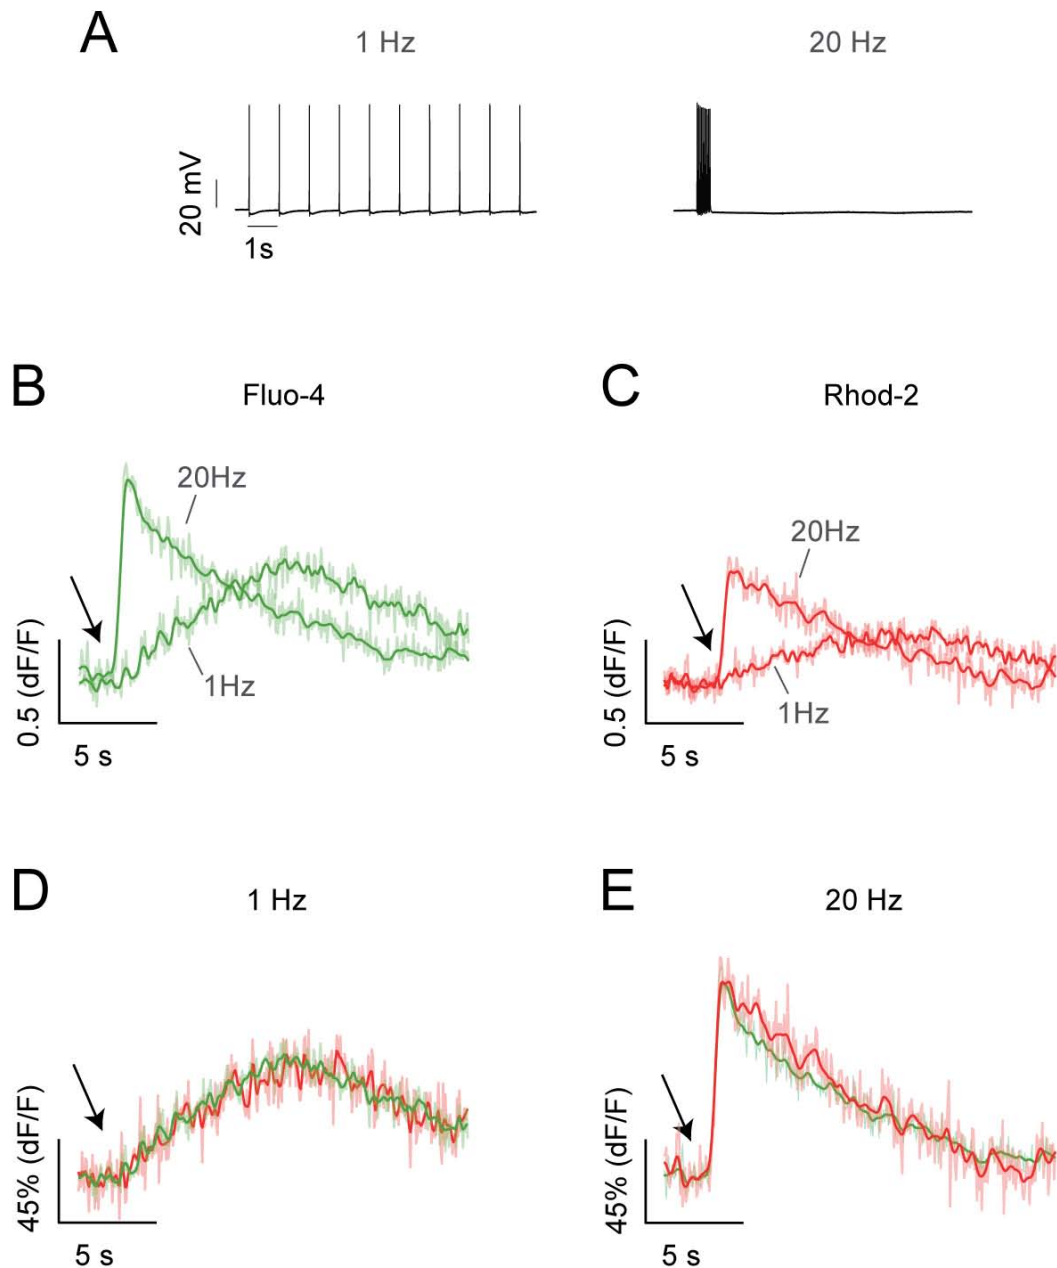 A
1 Hz
20 Hz
20 mV
1s
B
Fluo-4
20Hz
1Hz
0.5 (dF/F)
5 s
C
Rhod-2
20Hz
1Hz
0.5 (dF/F)
5 s
D
1 Hz
45% (dF/F)
5 s
E
20 Hz
45% (dF/F)
5 s